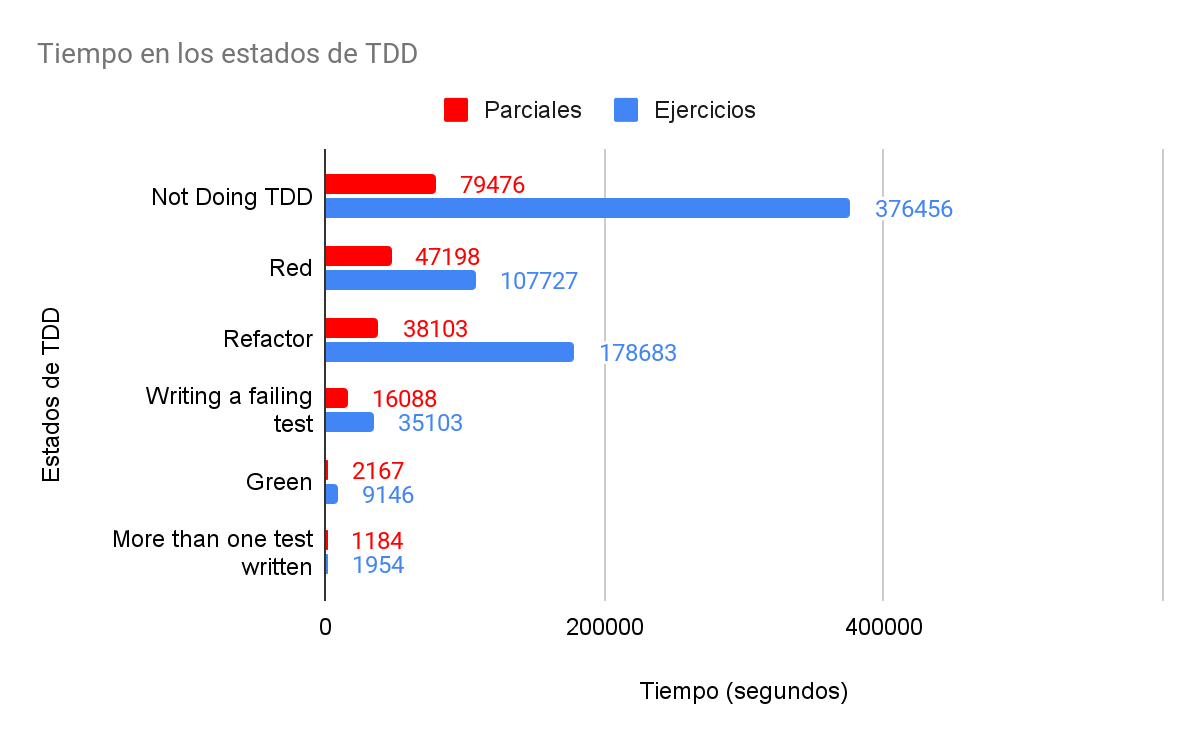 Tiempo en los estados de TDD
Parciales
Ejercicios
Estados de TDD
Not Doing TDD
79476
376456
Red
47198
107727
Refactor
38103
178683
Writing a failing
test
16088
35103
Green
2167
9146
More than one test
written
1184
1954
0
200000
400000
Tiempo (segundos)